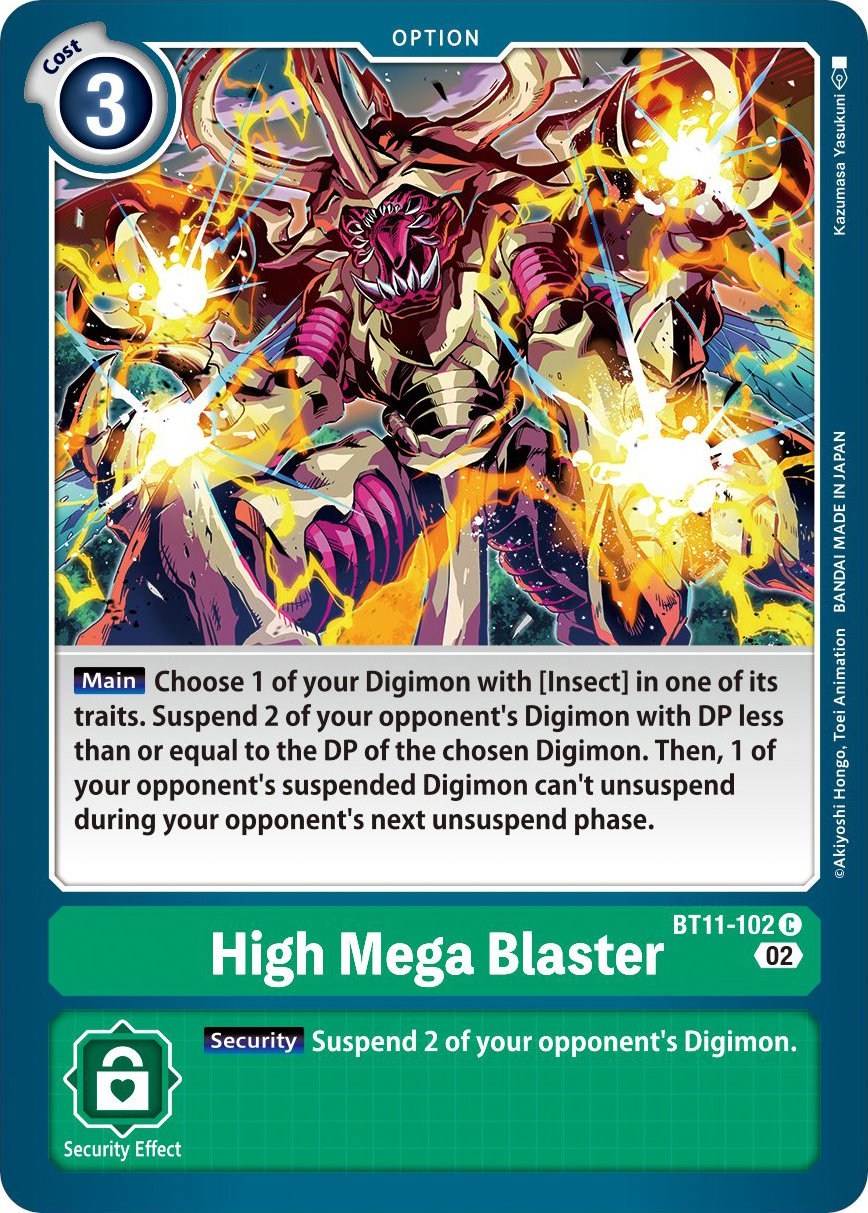 OPTION
Cost
3
Kazumasa Yasukuni
©Akiyoshi Hongo, Toei Animation BANDAI MADE IN JAPAN
Main Choose 1 of your Digimon with [Insect] in one of its
traits. Suspend 2 of your opponent's Digimon with DP less
than or equal to the DP of the chosen Digimon. Then, 1 of
your opponent's suspended Digimon can't unsuspend
during your opponent's next unsuspend phase.
BT11-102 C
High Mega Blaster
02
Security Suspend 2 of your opponent's Digimon.
Security Effect